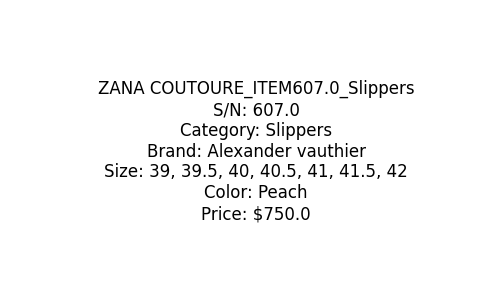 ZANA COUTOURE_ITEM607.0_Slippers
S/N: 607.0
Category: Slippers
Brand: Alexander vauthier
Size: 39, 39.5, 40, 40.5, 41, 41.5, 42
Color: Peach
Price: $750.0